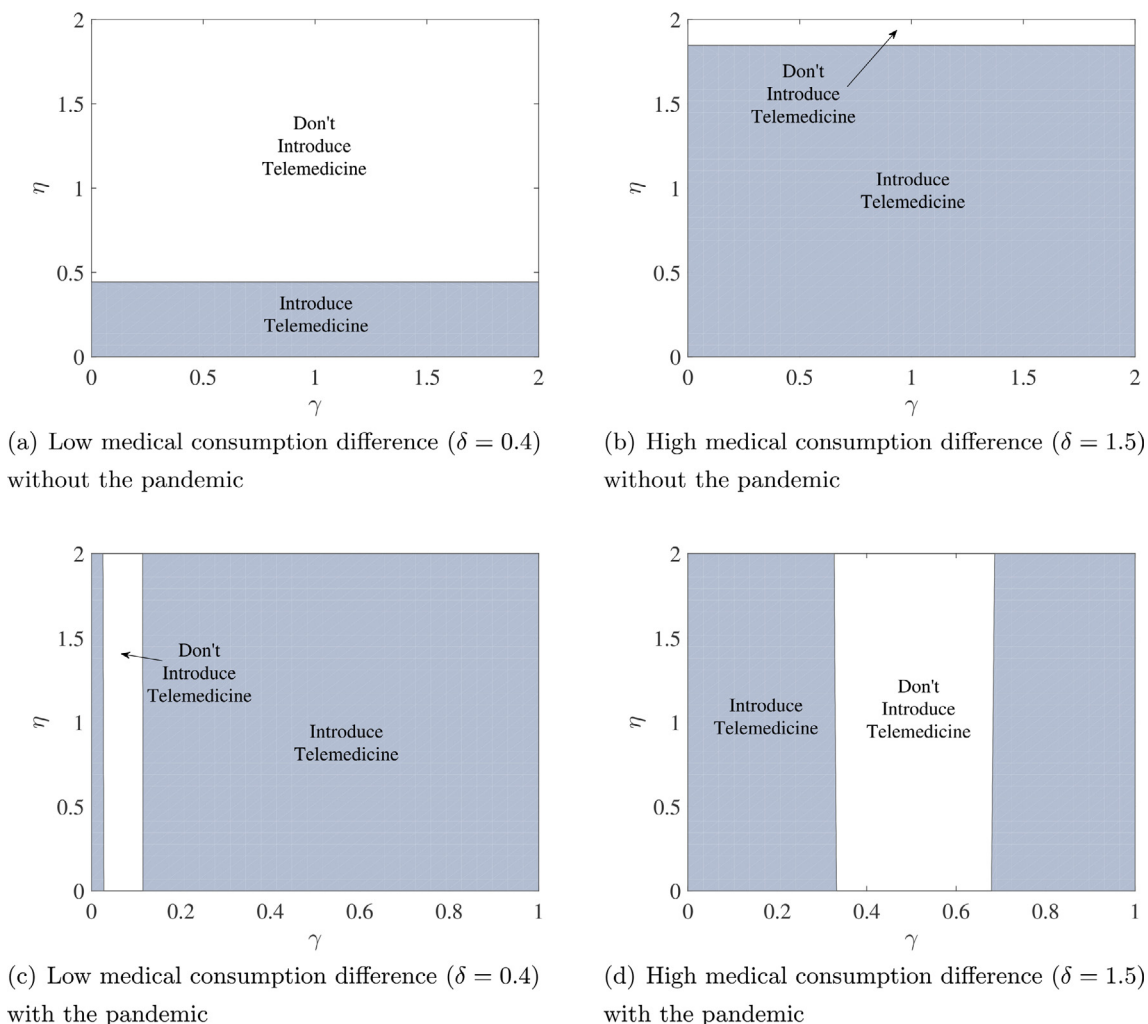 2
1.5
η
1
0.5
0
Don't
Introduce
Telemedicine
Introduce
Telemedicine
0 0.5 1 1.5 2
γ
(a) Low medical consumption difference (δ = 0.4)
without the pandemic
2
1.5
η
1
0.5
0
Don't
Introduce
Telemedicine
Introduce
Telemedicine
0 0.5 1 1.5 2
γ
(b) High medical consumption difference (δ = 1.5)
without the pandemic
2
1.5
η
1
0.5
0
Don't
Introduce
Telemedicine
Introduce
Telemedicine
0 0.2 0.4 0.6 0.8 1
γ
(c) Low medical consumption difference (δ = 0.4)
with the pandemic
2
1.5
η
1
0.5
0
Introduce
Telemedicine
Don't
Introduce
Telemedicine
0 0.2 0.4 0.6 0.8 1
γ
(d) High medical consumption difference (δ = 1.5)
with the pandemic